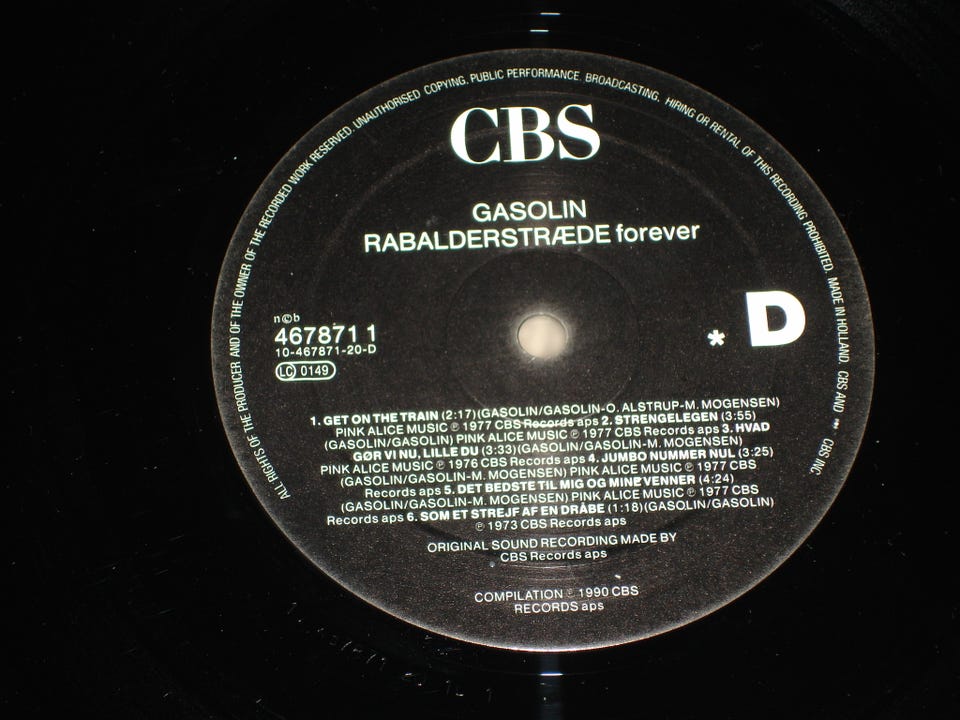 ALL RIGHTS OF THE PRODUCER AND OF THE OWNER OF THE RECORDED WORK RESERVED. UNAUTHORISED COPYING. PUBLIC PERFORMANCE. BROADCASTING. HIRING OR RENTAL OF THIS RECORDING PROHIBITED. MADE IN HOLLAND. CBS AND CBS INC
CBS
GASOLIN
RABALDERSTRÆDE forever
n©b
467871 1
10-467871-20-D
LC 0149
* D
1. GET ON THE TRAIN (2:17)(GASOLIN/GASOLIN-O. ALSTRUP-M. MOGENSEN)
PINK ALICE MUSIC ℗ 1977 CBS Records aps 2. STRENGELEGEN (3:55)
(GASOLIN/GASOLIN) PINK ALICE MUSIC ℗ 1977 CBS Records aps 3. HVAD
GØR VI NU, LILLE DU (3:33)(GASOLIN/GASOLIN-M. MOGENSEN)
PINK ALICE MUSIC ℗ 1976 CBS Records aps 4. JUMBO NUMMER NUL (3:25)
(GASOLIN/GASOLIN-M. MOGENSEN) PINK ALICE MUSIC ℗ 1977 CBS
Records aps 5. DET BEDSTE TIL MIG OG MINE VENNER (4:24)
(GASOLIN/GASOLIN-M. MOGENSEN) PINK ALICE MUSIC ℗ 1977 CBS
Records aps 6. SOM ET STREJF AF EN DRÅBE (1:18)(GASOLIN/GASOLIN)
℗ 1973 CBS Records aps
ORIGINAL SOUND RECORDING MADE BY
CBS Records aps
COMPILATION ℗ 1990 CBS
RECORDS aps